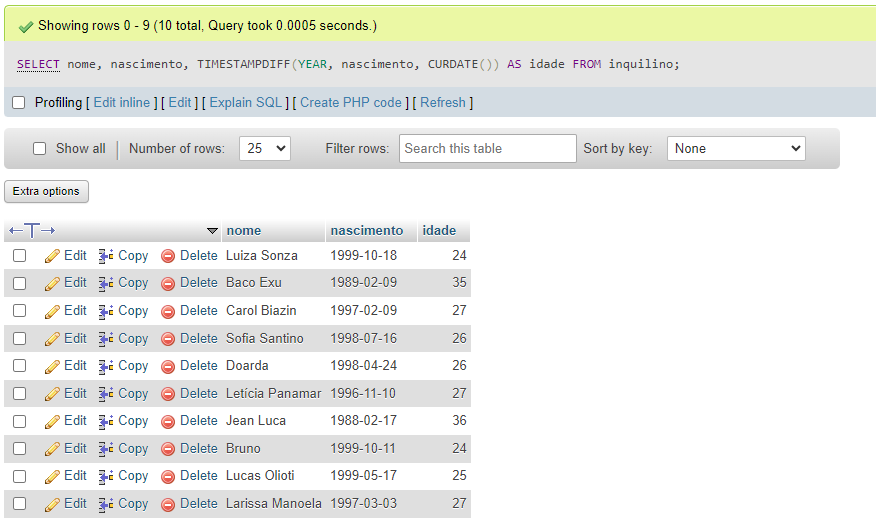 Showing rows 0 - 9 (10 total, Query took 0.0005 seconds.)
SELECT nome, nascimento, TIMESTAMPDIFF(YEAR, nascimento, CURDATE()) AS idade FROM inquilino;
Profiling [ Edit inline ] [ Edit ] [ Explain SQL ] [ Create PHP code ] [ Refresh ]
Show all Number of rows: 25 Filter rows: Search this table Sort by key: None
Extra options
nome nascimento idade
Edit Copy Delete Luiza Sonza 1999-10-18 24
Edit Copy Delete Baco Exu 1989-02-09 35
Edit Copy Delete Carol Biazin 1997-02-09 27
Edit Copy Delete Sofia Santino 1998-07-16 26
Edit Copy Delete Doarda 1998-04-24 26
Edit Copy Delete Letícia Panamar 1996-11-10 27
Edit Copy Delete Jean Luca 1988-02-17 36
Edit Copy Delete Bruno 1999-10-11 24
Edit Copy Delete Lucas Olioti 1999-05-17 25
Edit Copy Delete Larissa Manoela 1997-03-03 27